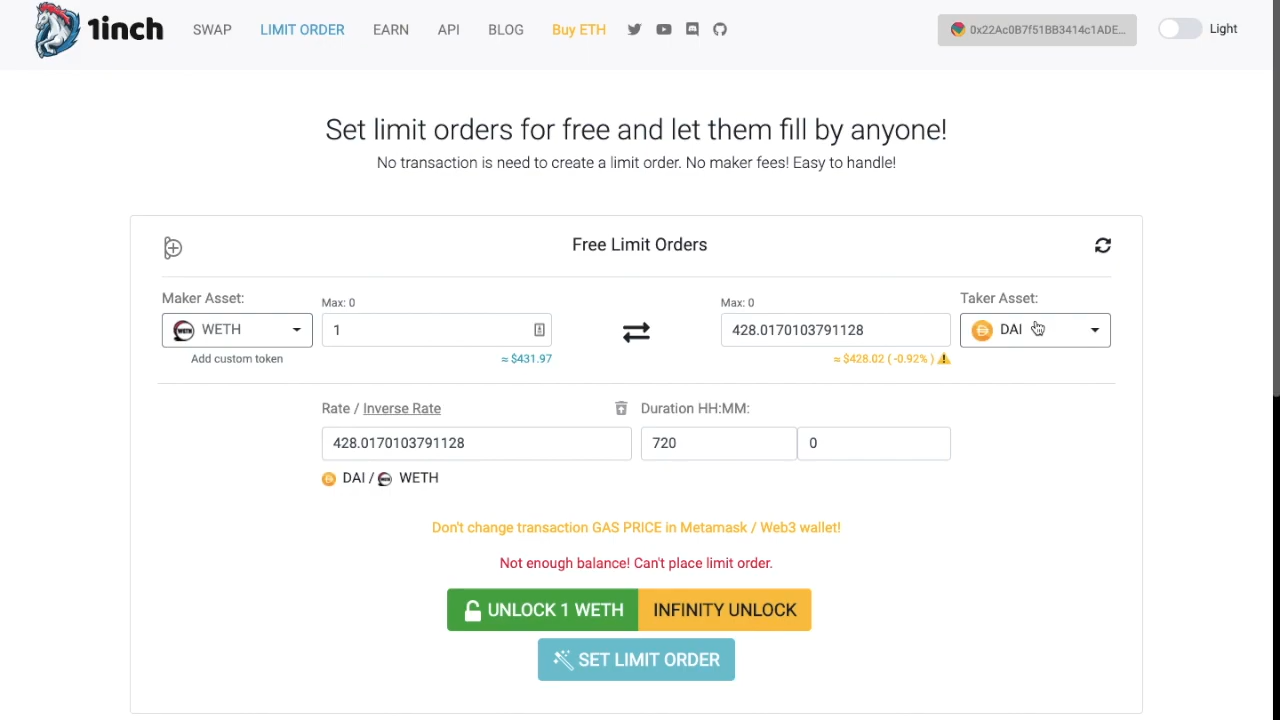 1inch SWAP LIMIT ORDER EARN API BLOG Buy ETH 0x22Ac0B7f51BB3414c1ADE... Light
Set limit orders for free and let them fill by anyone!
No transaction is need to create a limit order. No maker fees! Easy to handle!
Free Limit Orders
Maker Asset: Max: 0 Max: 0 Taker Asset:
WETH 1 428.0170103791128 DAI
Add custom token ≈ $431.97 ≈ $428.02 ( -0.92% )
Rate / Inverse Rate Duration HH:MM:
428.0170103791128 720 0
DAI / WETH
Don't change transaction GAS PRICE in Metamask / Web3 wallet!
Not enough balance! Can't place limit order.
UNLOCK 1 WETH INFINITY UNLOCK
SET LIMIT ORDER